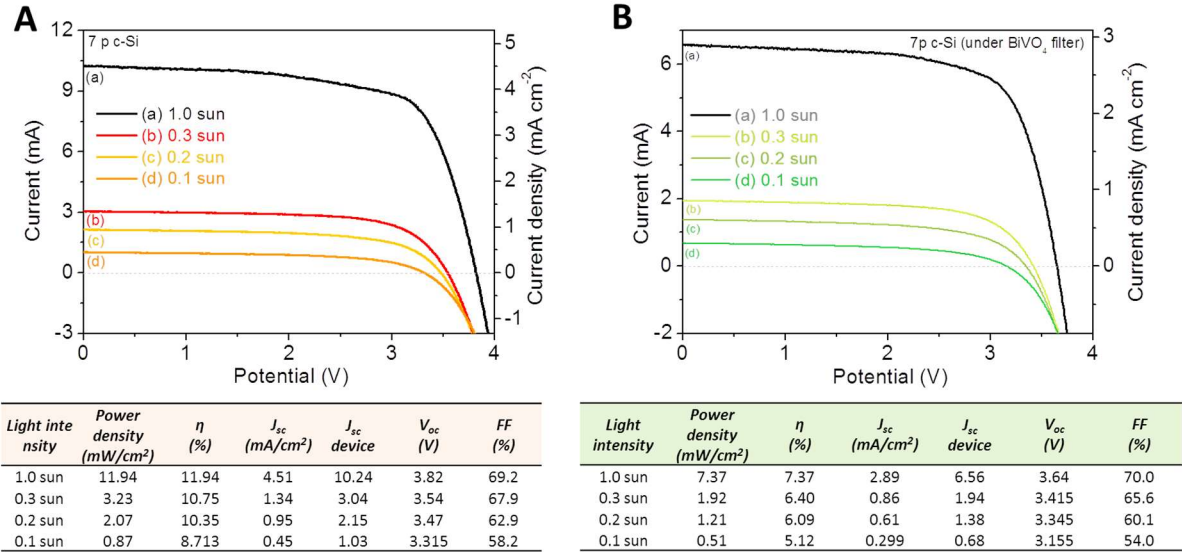 A
7 p c-Si
Current (mA)
12
9
6
3
0
-3
0
1
2
3
4
Potential (V)
5
4
3
2
1
0
-1
Current density (mA cm-2)
(a)
(b)
(c)
(d)
(a) 1.0 sun
(b) 0.3 sun
(c) 0.2 sun
(d) 0.1 sun
B
7p c-Si (under BiVO4 filter)
Current (mA)
6
4
2
0
-2
0
1
2
3
4
Potential (V)
3
2
1
0
Current density (mA cm-2)
(a)
(b)
(c)
(d)
(a) 1.0 sun
(b) 0.3 sun
(c) 0.2 sun
(d) 0.1 sun
Light inte nsity Power density (mW/cm2) η (%) Jsc (mA/cm2) Jsc device Voc (V) FF (%)
1.0 sun 11.94 11.94 4.51 10.24 3.82 69.2
0.3 sun 3.23 10.75 1.34 3.04 3.54 67.9
0.2 sun 2.07 10.35 0.95 2.15 3.47 62.9
0.1 sun 0.87 8.713 0.45 1.03 3.315 58.2
Light intensity Power density (mW/cm2) η (%) Jsc (mA/cm2) Jsc device Voc (V) FF (%)
1.0 sun 7.37 7.37 2.89 6.56 3.64 70.0
0.3 sun 1.92 6.40 0.86 1.94 3.415 65.6
0.2 sun 1.21 6.09 0.61 1.38 3.345 60.1
0.1 sun 0.51 5.12 0.299 0.68 3.155 54.0